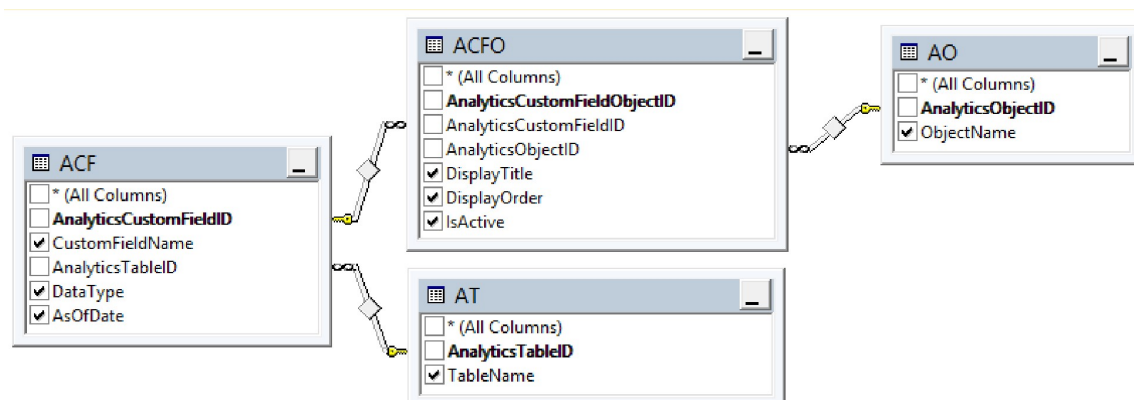 ACF
* (All Columns)
AnalyticsCustomFieldID
CustomFieldName
AnalyticsTableID
DataType
AsOfDate
ACFO
* (All Columns)
AnalyticsCustomFieldObjectID
AnalyticsCustomFieldID
AnalyticsObjectID
DisplayTitle
DisplayOrder
IsActive
AT
* (All Columns)
AnalyticsTableID
TableName
AO
* (All Columns)
AnalyticsObjectID
ObjectName